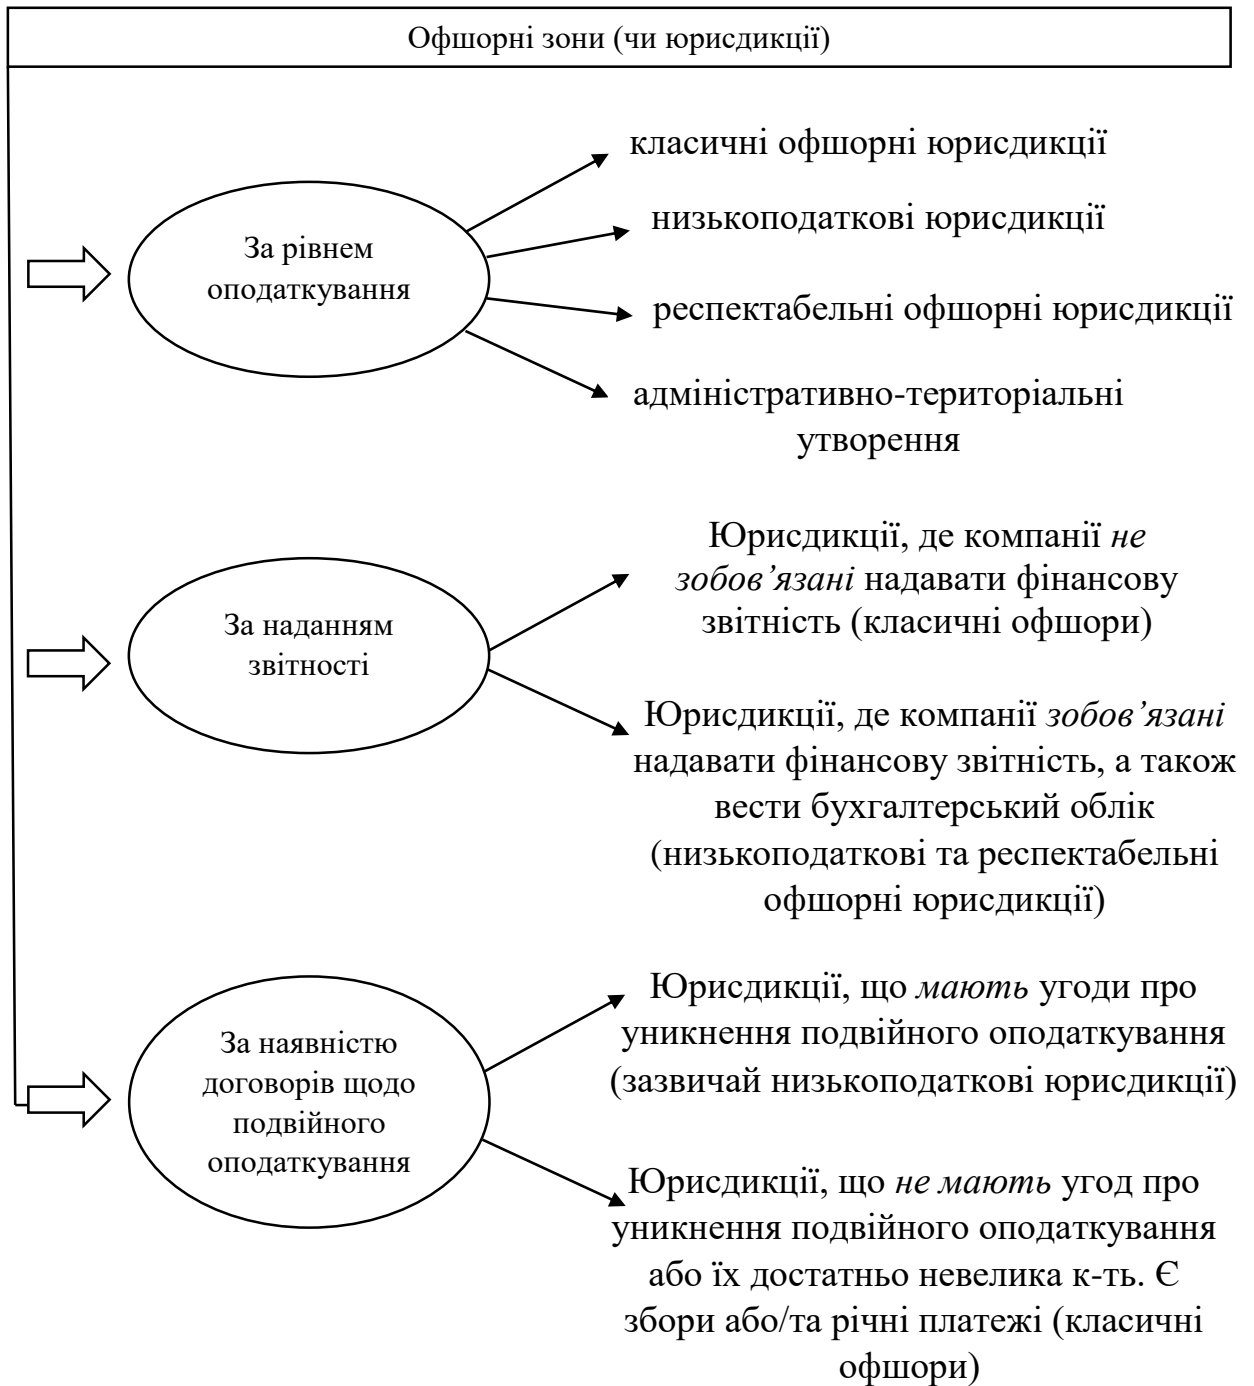 Офшорні зони (чи юрисдикції)
За рівнем
оподаткування
класичні офшорні юрисдикції
низькоподаткові юрисдикції
респектабельні офшорні юрисдикції
адміністративно-територіальні
утворення
За наданням
звітності
Юрисдикції, де компанії не
зобов’язані надавати фінансову
звітність (класичні офшори)
Юрисдикції, де компанії зобов’язані
надавати фінансову звітність, а також
вести бухгалтерський облік
(низькоподаткові та респектабельні
офшорні юрисдикції)
За наявністю
договорів щодо
подвійного
оподаткування
Юрисдикції, що мають угоди про
уникнення подвійного оподаткування
(зазвичай низькоподаткові юрисдикції)
Юрисдикції, що не мають угод про
уникнення подвійного оподаткування
або їх достатньо невелика к-ть. Є
збори або/та річні платежі (класичні
офшори)